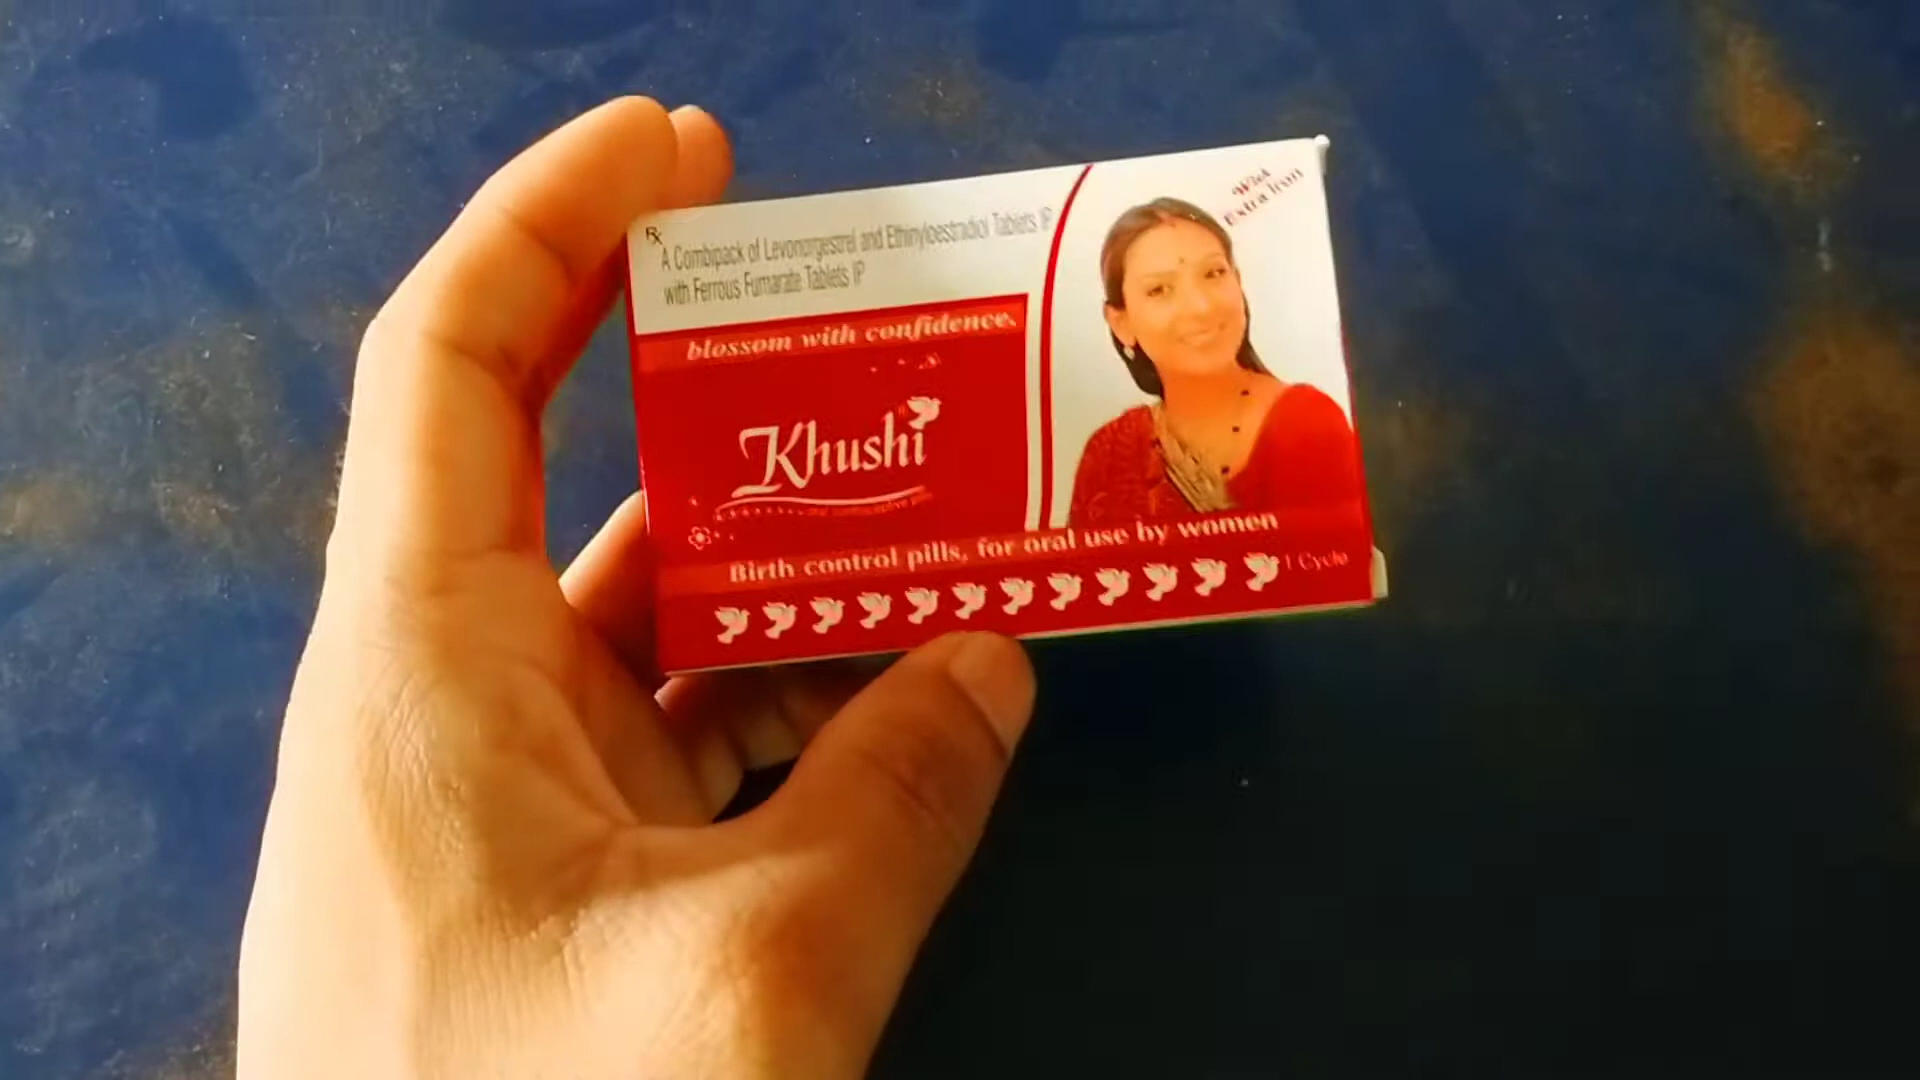 Rx
A Combipack of Levonorgestrel and Ethinyloestradiol Tablets IP
with Ferrous Fumarate Tablets IP
With
Extra Iron
blossom with confidence.
Khushi
Birth control pills, for oral use by women
1 Cycle